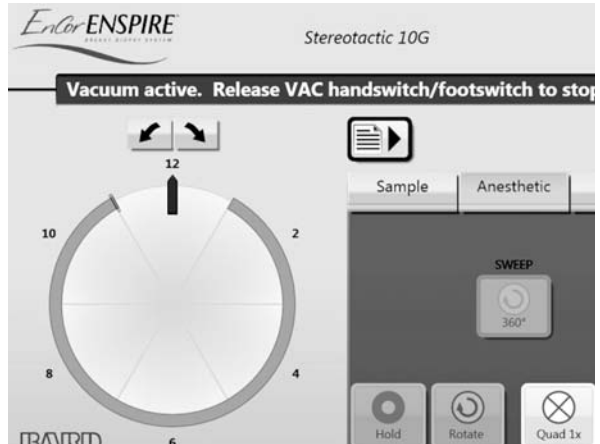 EnCor ENSPIRE™
BREAST BIOPSY SYSTEM
Stereotactic 10G
Vacuum active. Release VAC handswitch/footswitch to stop
12
Sample
Anesthetic
10
2
SWEEP
360°
8
4
6
Hold
Rotate
Quad 1x
BARD